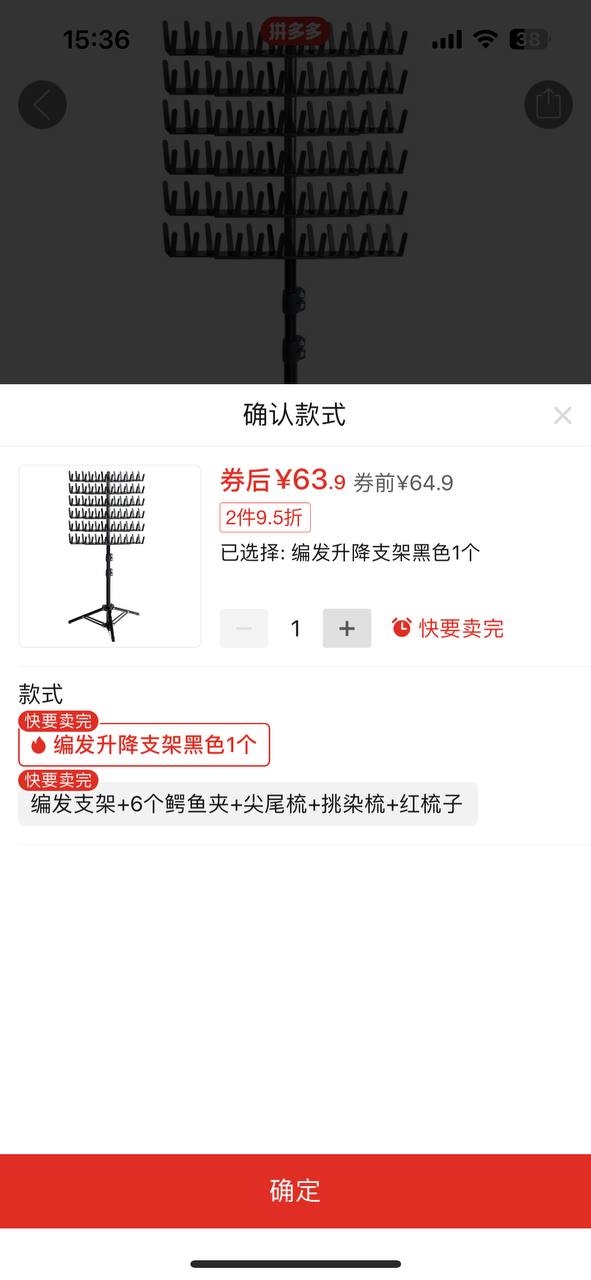 15:36
拼多多
38
确认款式
券后¥63.9 券前¥64.9
2件9.5折
已选择: 编发升降支架黑色1个
1
快要卖完
款式
快要卖完
编发升降支架黑色1个
快要卖完
编发支架+6个鳄鱼夹+尖尾梳+挑染梳+红梳子
确定